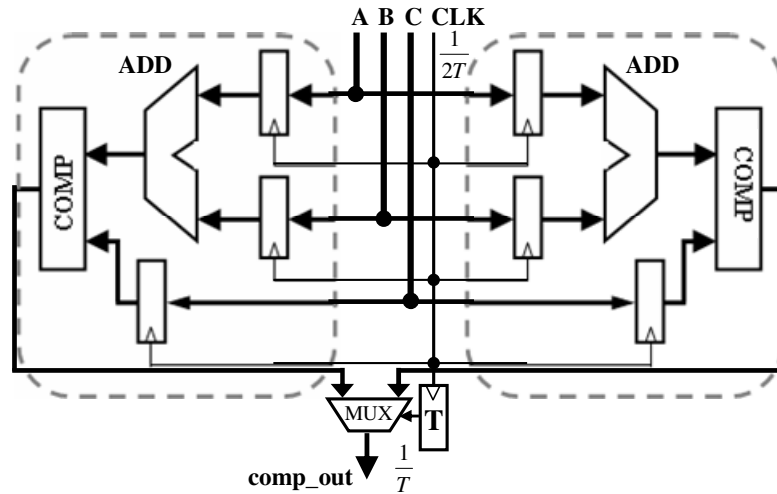 A B C CLK
1
2T
ADD
ADD
COMP
COMP
MUX
T
comp_out
1
T